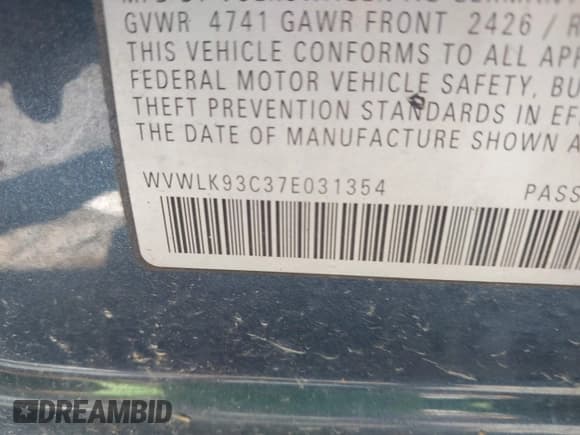 GVWR 4741 GAWR FRONT 2426 /
THIS VEHICLE CONFORMS TO ALL
FEDERAL MOTOR VEHICLE SAFETY,
THEFT PREVENTION STANDARDS IN
THE DATE OF MANUFACTURE SHOWN
WVWLK93C37E031354 PASS
DREAMBID